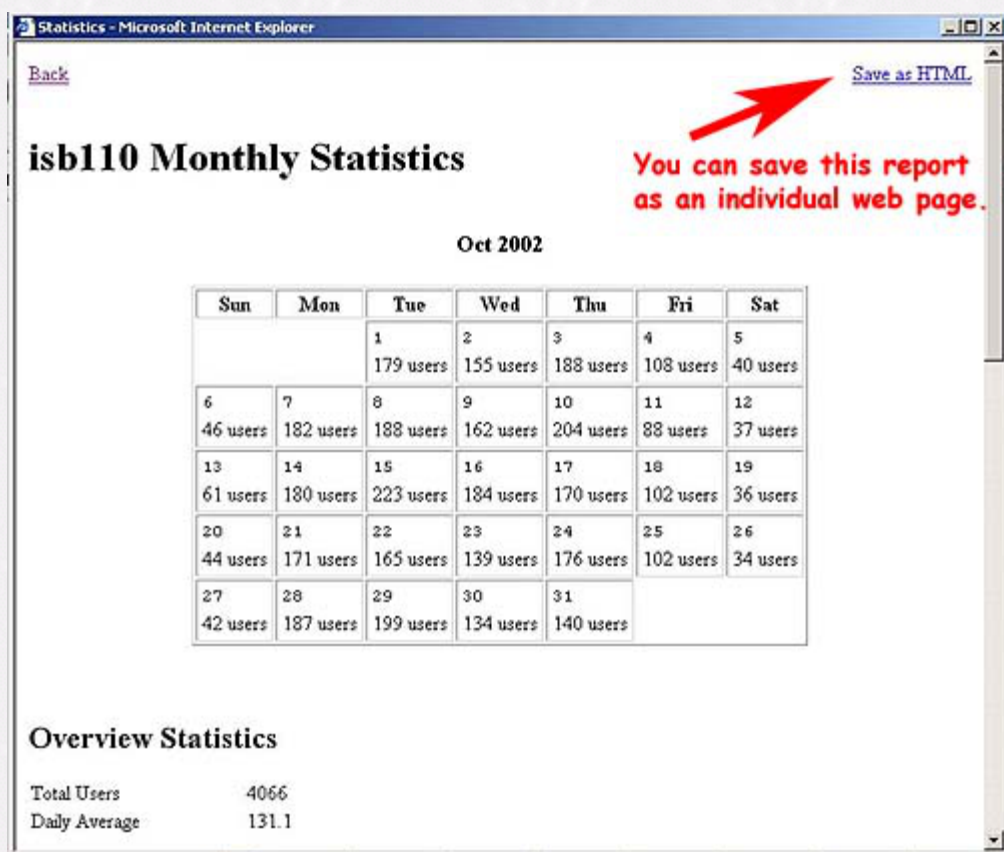 Statistics - Microsoft Internet Explorer
Back Save as HTML
isb110 Monthly Statistics
You can save this report
as an individual web page.
Oct 2002
Sun Mon Tue Wed Thu Fri Sat
1 2 3 4 5
179 users 155 users 188 users 108 users 40 users
6 7 8 9 10 11 12
46 users 182 users 188 users 162 users 204 users 88 users 37 users
13 14 15 16 17 18 19
61 users 180 users 223 users 184 users 170 users 102 users 36 users
20 21 22 23 24 25 26
44 users 171 users 165 users 139 users 176 users 102 users 34 users
27 28 29 30 31
42 users 187 users 199 users 134 users 140 users
Overview Statistics
Total Users 4066
Daily Average 131.1